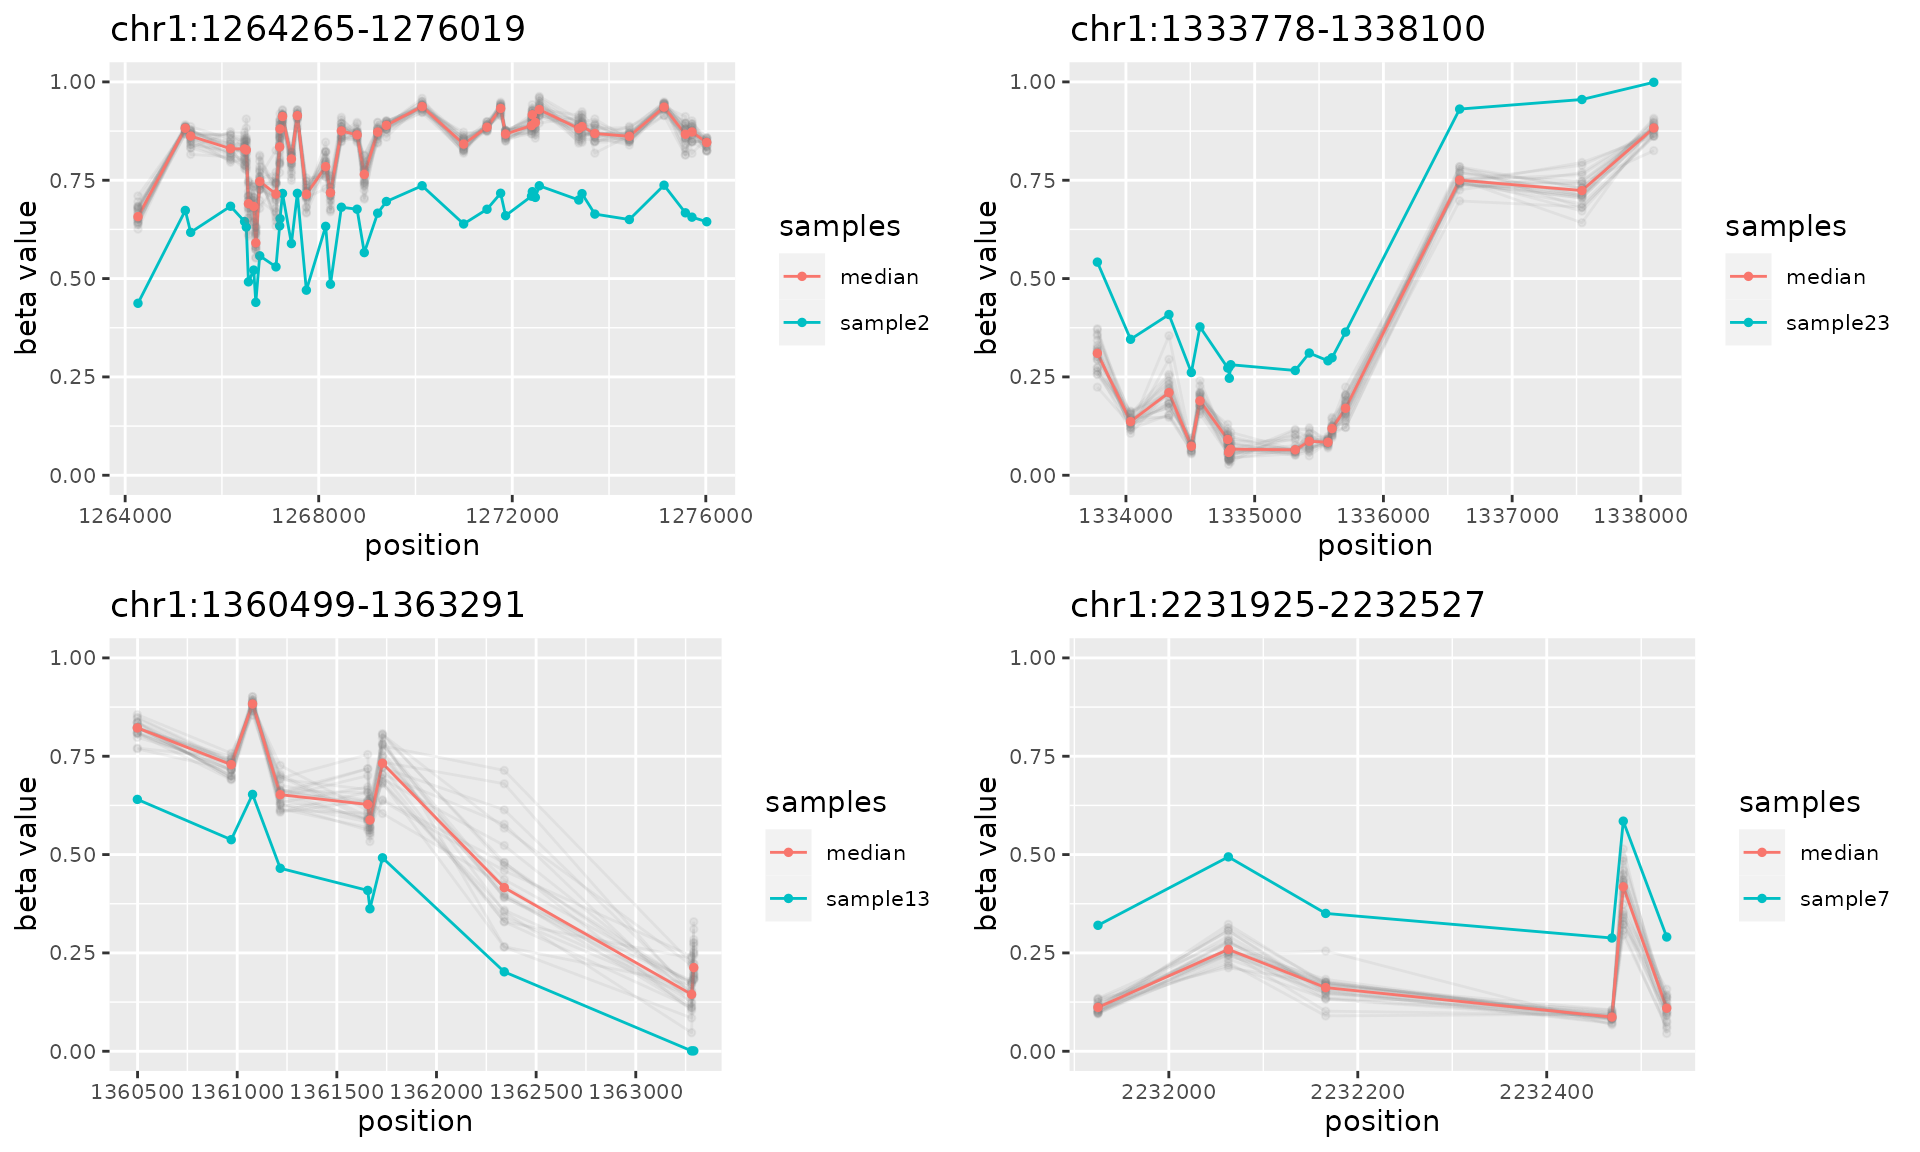 chr1:1264265-1276019
1.00
0.75
0.50
0.25
0.00
beta value
1264000 1268000 1272000 1276000
position
samples
median
sample2
chr1:1333778-1338100
1.00
0.75
0.50
0.25
0.00
beta value
1334000 1335000 1336000 1337000 1338000
position
samples
median
sample23
chr1:1360499-1363291
1.00
0.75
0.50
0.25
0.00
beta value
1360500 1361000 1361500 1362000 1362500 1363000
position
samples
median
sample13
chr1:2231925-2232527
1.00
0.75
0.50
0.25
0.00
beta value
2232000 2232200 2232400
position
samples
median
sample7